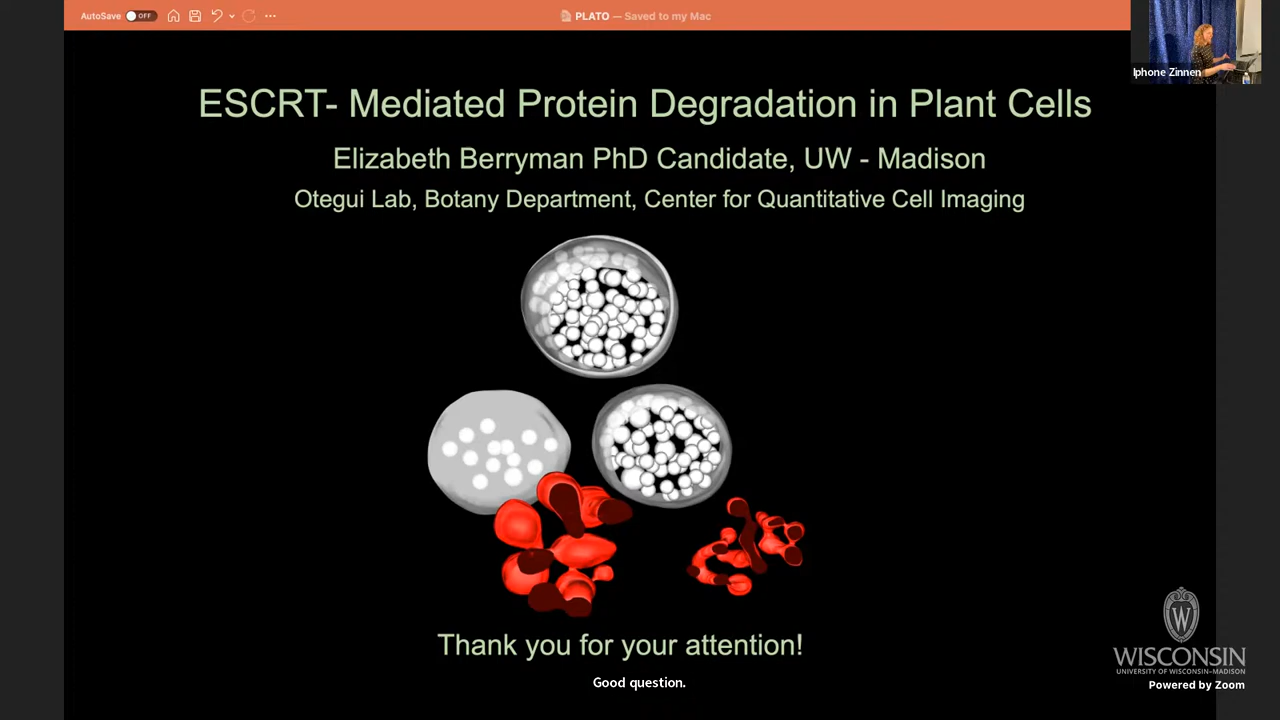 AutoSave OFF
PLATO — Saved to my Mac
Iphone Zinnen
ESCRT- Mediated Protein Degradation in Plant Cells
Elizabeth Berryman PhD Candidate, UW - Madison
Otegui Lab, Botany Department, Center for Quantitative Cell Imaging
Thank you for your attention!
Good question.
W
WISCONSIN
UNIVERSITY OF WISCONSIN–MADISON
Powered by Zoom